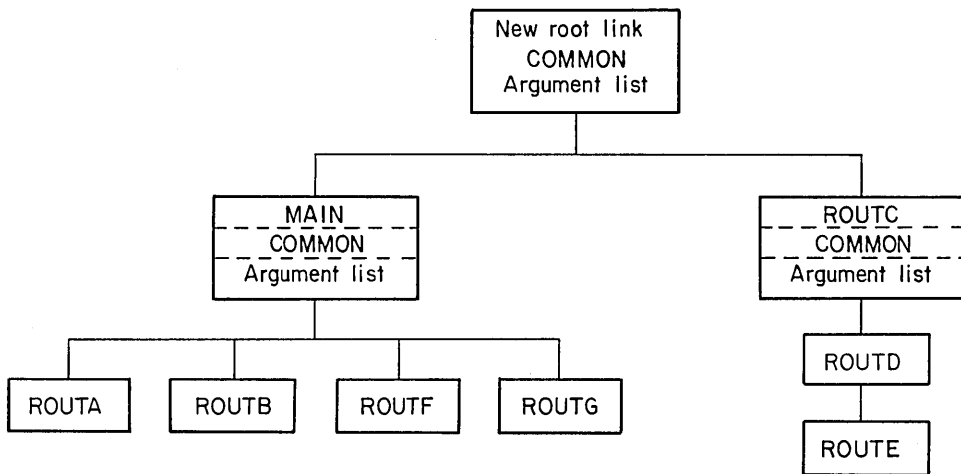 New root link
COMMON
Argument list
MAIN
COMMON
Argument list
ROUTC
COMMON
Argument list
ROUTA
ROUTB
ROUTF
ROUTG
ROUTD
ROUTE